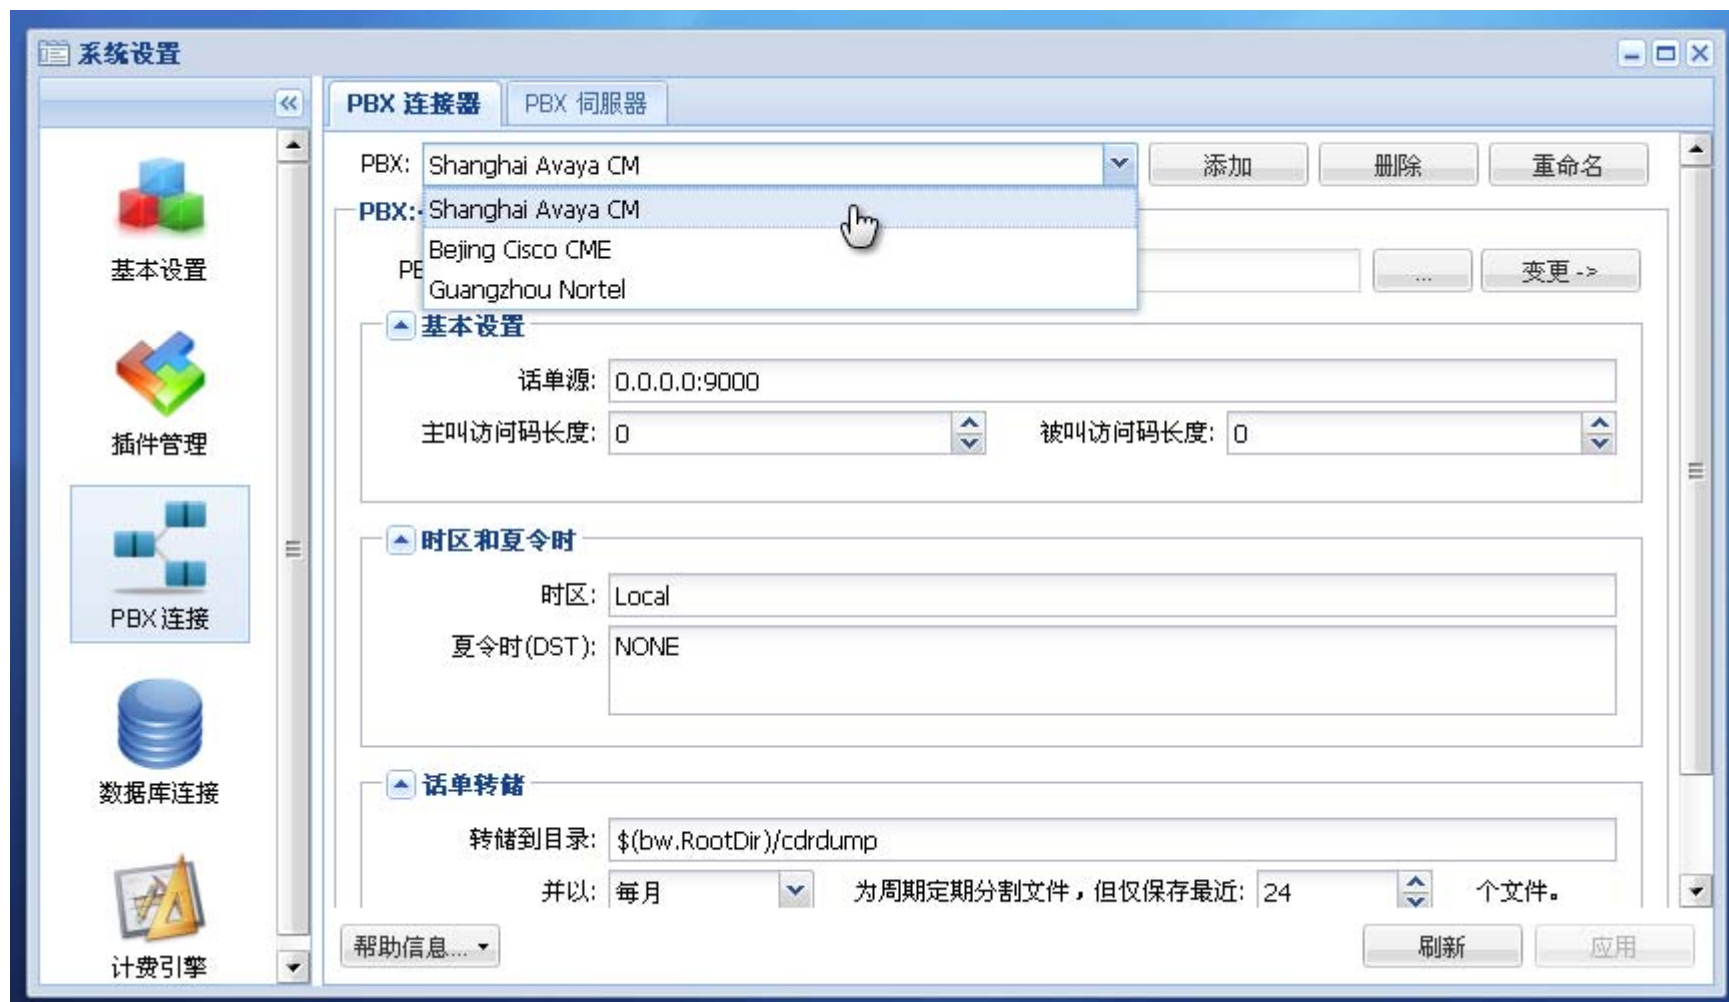 系统设置
PBX 连接器 PBX 伺服器
PBX: Shanghai Avaya CM 添加 删除 重命名
PBX: Shanghai Avaya CM
Bejing Cisco CME
Guangzhou Nortel
... 变更 ->
基本设置
话单源: 0.0.0.0:9000
主叫访问码长度: 0 被叫访问码长度: 0
时区和夏令时
时区: Local
夏令时(DST): NONE
话单转储
转储到目录: $(bw.RootDir)/cdrdump
并以: 每月 为周期定期分割文件，但仅保存最近: 24 个文件。
帮助信息... 刷新 应用
基本设置
插件管理
PBX 连接
数据库连接
计费引擎